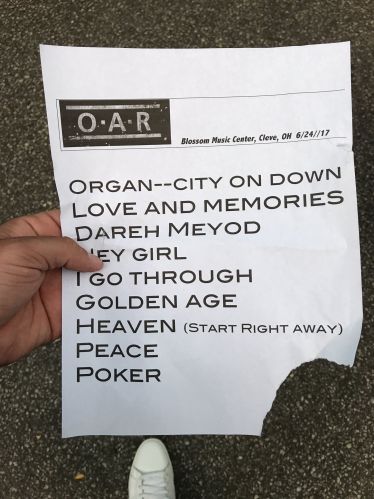 O·A·R
Blossom Music Center, Cleve, OH 6/24//17
ORGAN--CITY ON DOWN
LOVE AND MEMORIES
DAREH MEYOD
HEY GIRL
I GO THROUGH
GOLDEN AGE
HEAVEN (START RIGHT AWAY)
PEACE
POKER